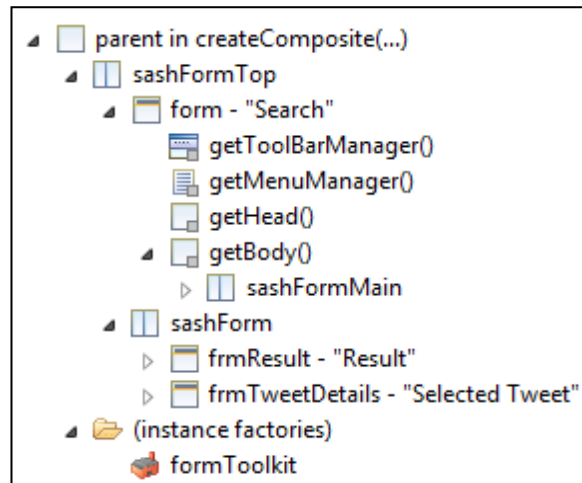 parent in createComposite(...)
sashFormTop
form - "Search"
getToolBarManager()
getMenuManager()
getHead()
getBody()
sashFormMain
sashForm
frmResult - "Result"
frmTweetDetails - "Selected Tweet"
(instance factories)
formToolkit